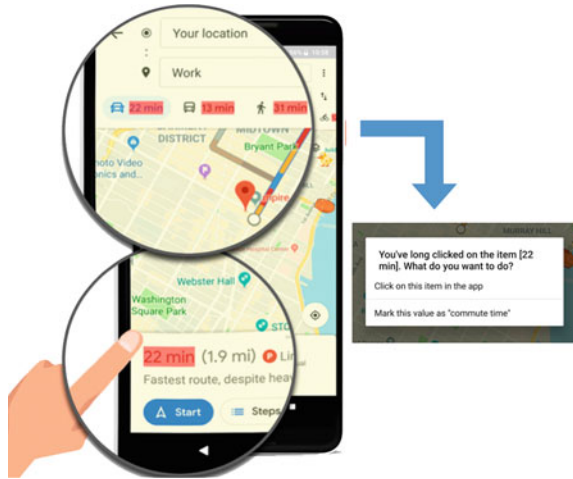 Your location
Work
22 min
13 min
31 min
DISTRICT
MIDTOWN
Bryant Park
Photo Video
onics and...
Empire
Webster Hall
Washington
Square Park
22 min (1.9 mi)
Fastest route, despite
Start
Steps
MURRAY HILL
You've long clicked on the item [22
min]. What do you want to do?
Click on this item in the app
Mark this value as "commute time"